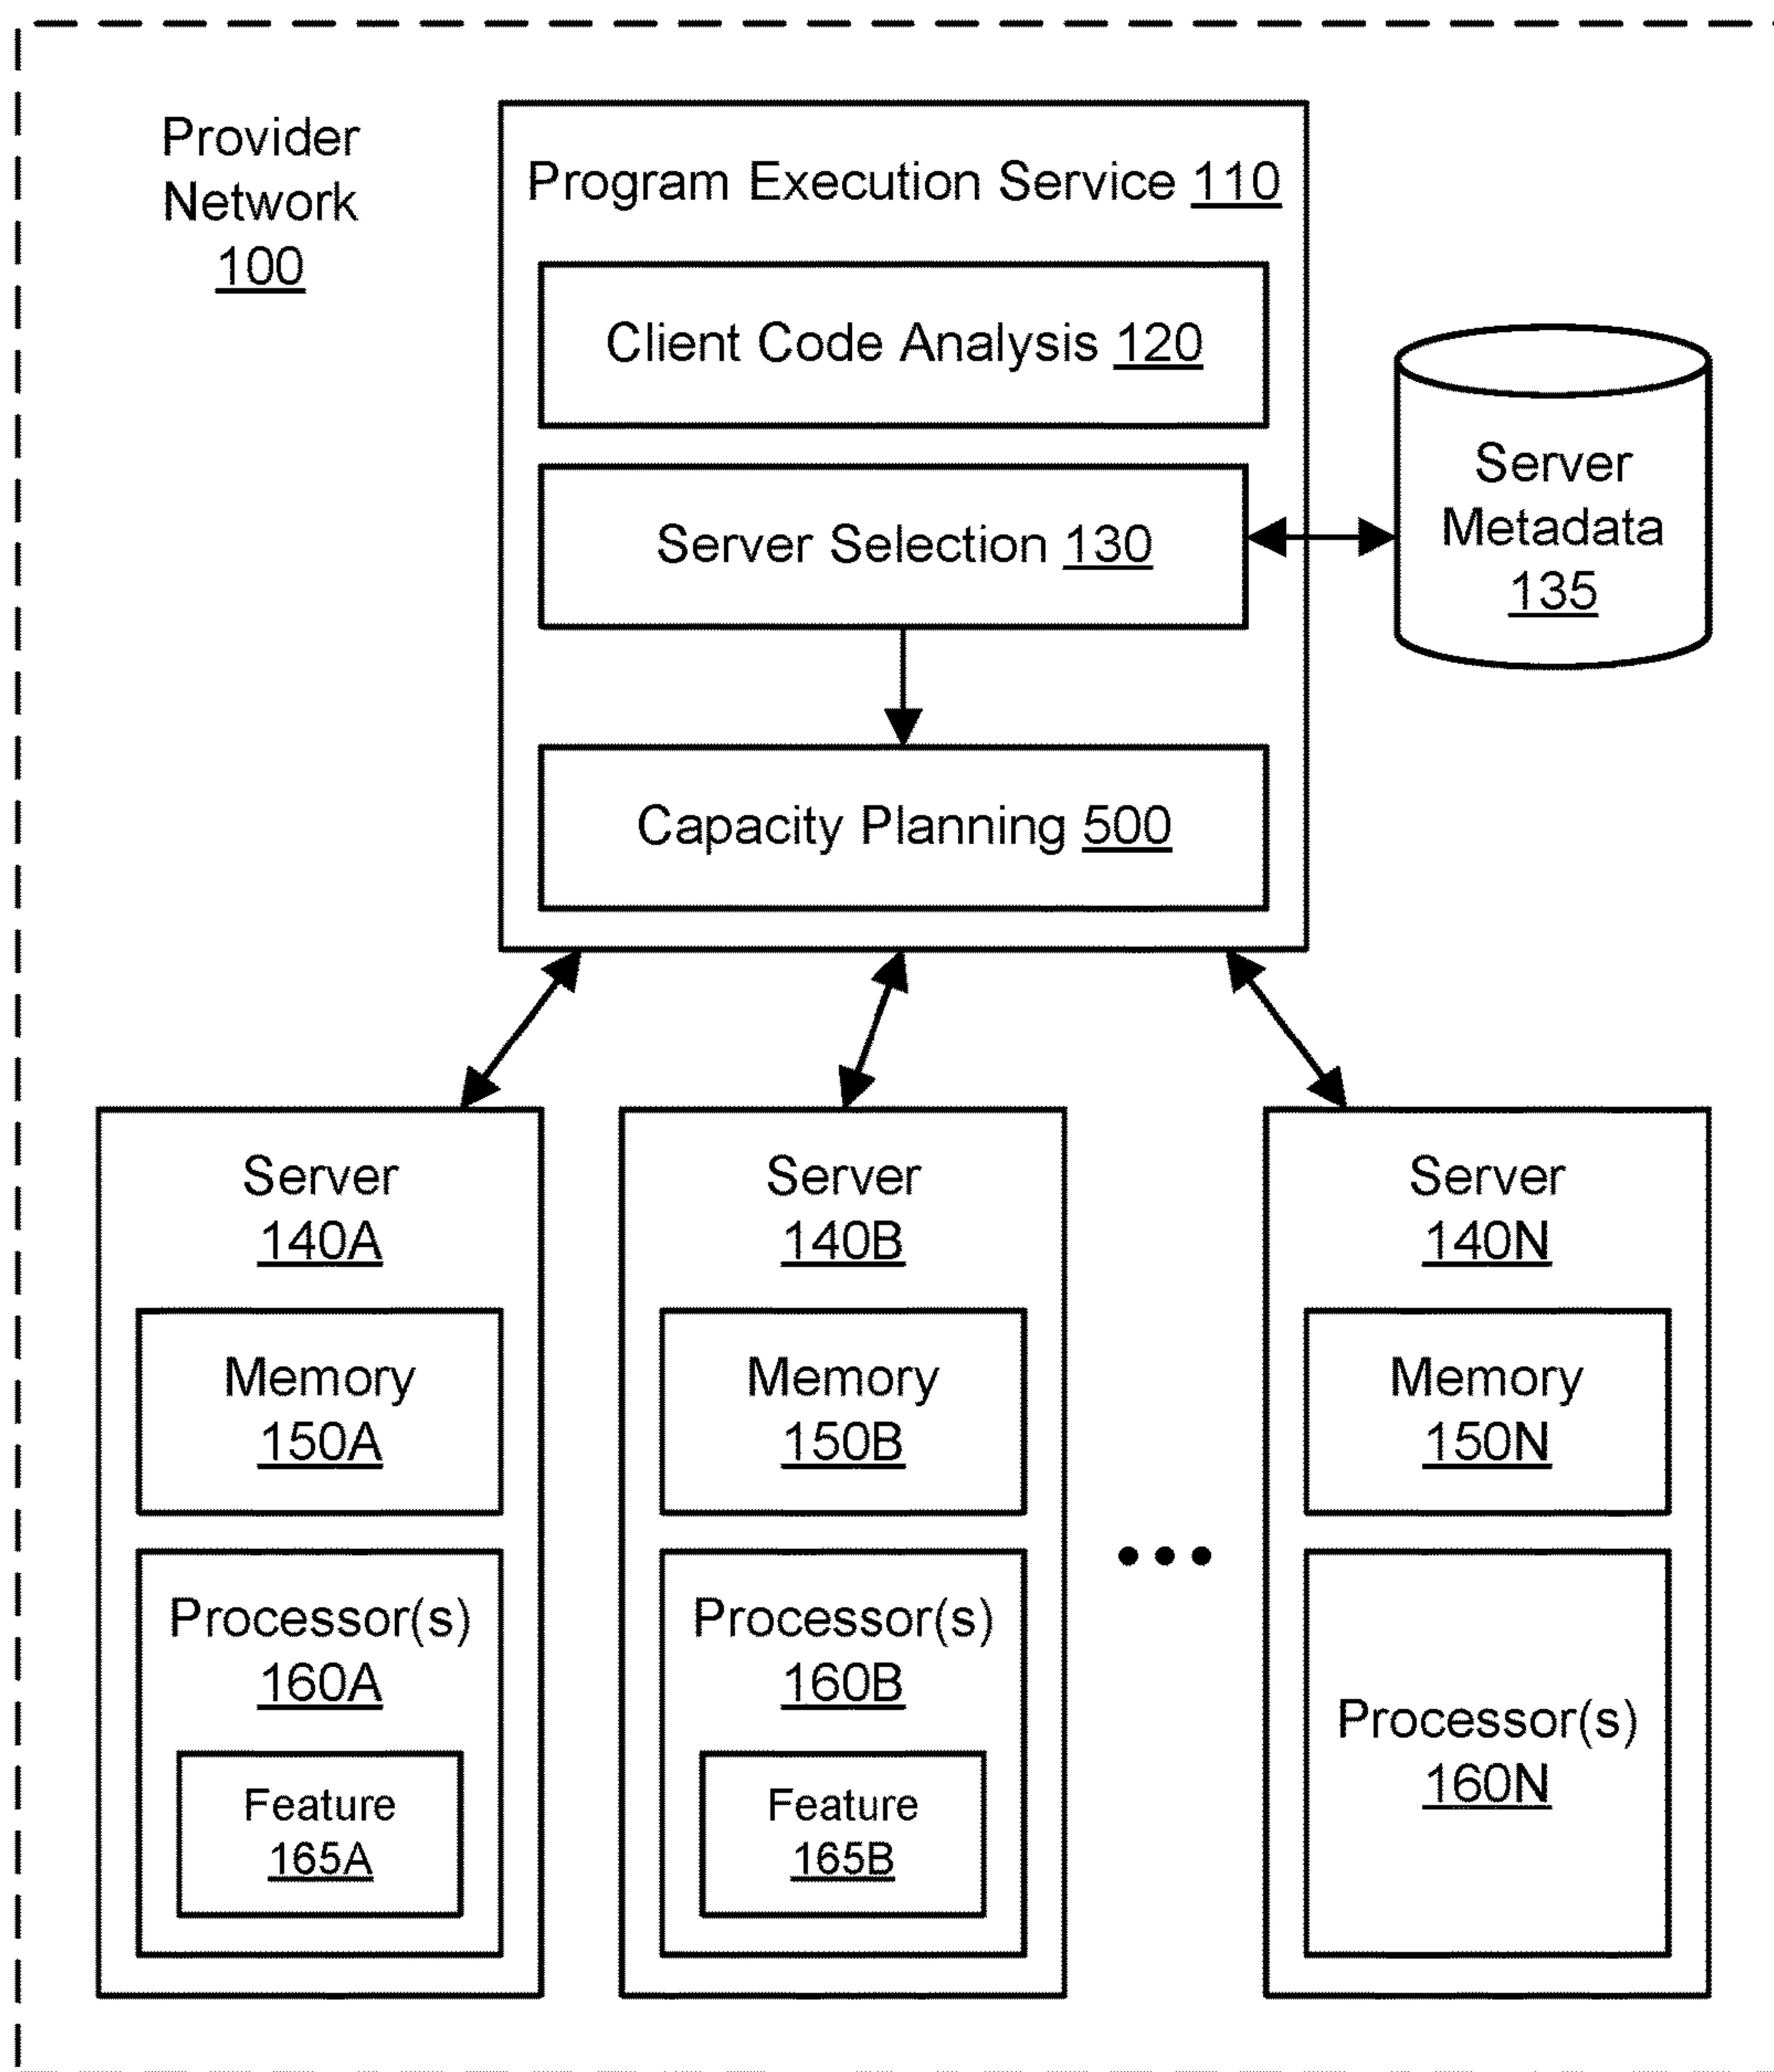 Provider
Network
100
Program Execution Service 110
Client Code Analysis 120
Server Selection 130
Server
Metadata
135
Capacity Planning 500
Server
140A
Memory
150A
Processor(s)
160A
Feature
165A
Server
140B
Memory
150B
Processor(s)
160B
Feature
165B
•••
Server
140N
Memory
150N
Processor(s)
160N